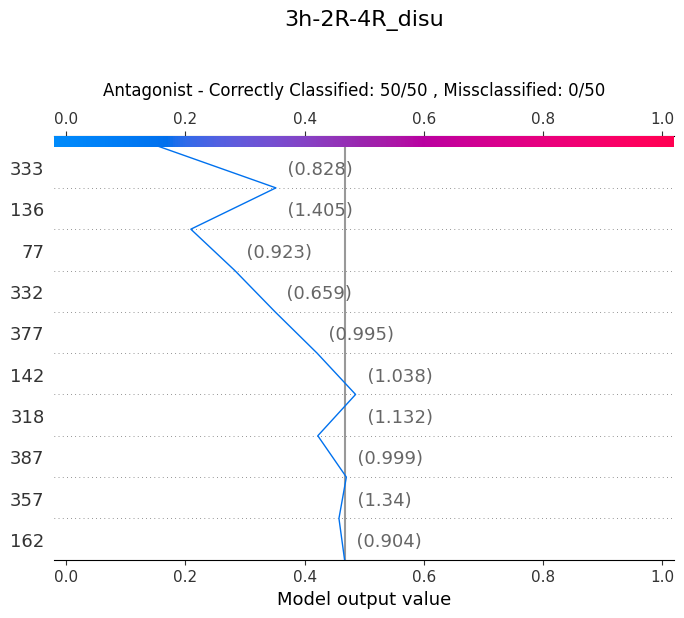 3h-2R-4R_disu
Antagonist - Correctly Classified: 50/50 , Missclassified: 0/50
0.0 0.2 0.4 0.6 0.8 1.0
333 (0.828)
136 (1.405)
77 (0.923)
332 (0.659)
377 (0.995)
142 (1.038)
318 (1.132)
387 (0.999)
357 (1.34)
162 (0.904)
0.0 0.2 0.4 0.6 0.8 1.0
Model output value